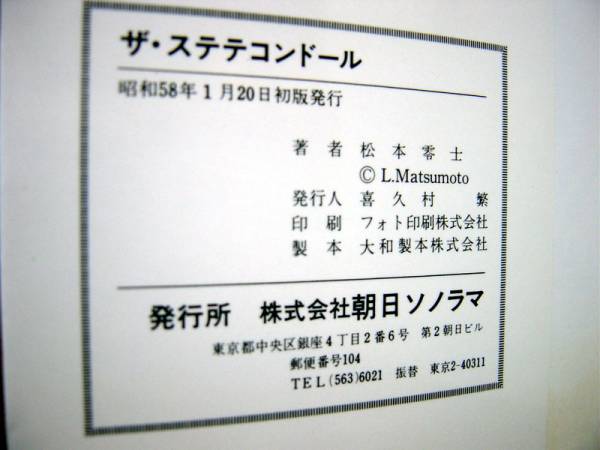 ザ・ステテコンドール
昭和58年1月20日初版発行
著者 松本零士
© L.Matsumoto
発行人 喜久村 繁
印刷 フォト印刷株式会社
製本 大和製本株式会社
発行所 株式会社朝日ソノラマ
東京都中央区銀座4丁目2番6号 第2朝日ビル
郵便番号104
TEL(563)6021 振替 東京2-40311